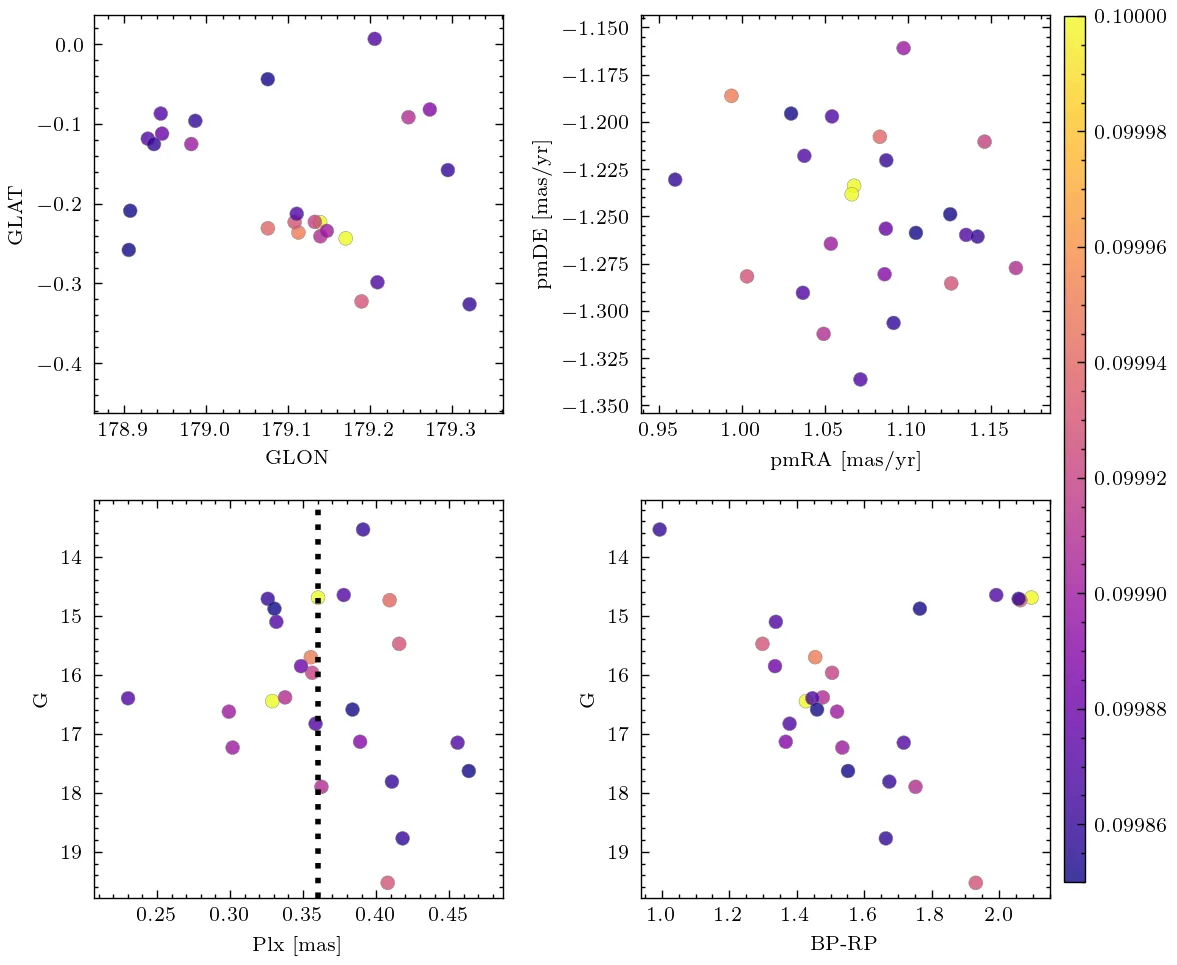 0.0
−0.1
−0.2
−0.3
−0.4
GLAT
178.9 179.0 179.1 179.2 179.3
GLON
−1.150
−1.175
−1.200
−1.225
−1.250
−1.275
−1.300
−1.325
−1.350
pmDE [mas/yr]
0.95 1.00 1.05 1.10 1.15
pmRA [mas/yr]
14
15
16
17
18
19
G
0.25 0.30 0.35 0.40 0.45
Plx [mas]
14
15
16
17
18
19
G
1.0 1.2 1.4 1.6 1.8 2.0
BP-RP
0.10000
0.09998
0.09996
0.09994
0.09992
0.09990
0.09988
0.09986